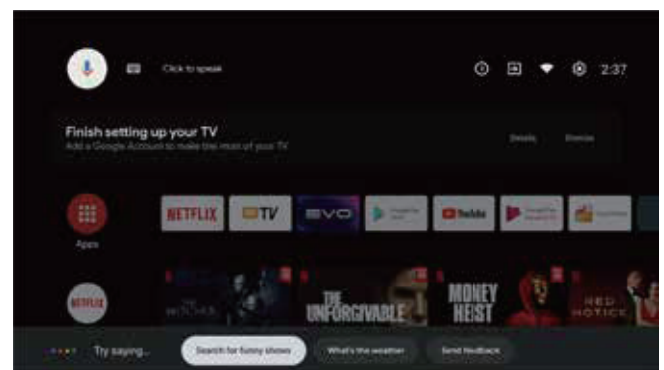 Click to speak
2:37
Finish setting up your TV
Add a Google Account to make the most of your TV
Details
Dismiss
NETFLIX
TV
EVO
YouTube
Apps
NETFLIX
THE WITCHER
THE UNFORGIVABLE
MONEY HEIST
RED NOTICE
Try saying...
Search for funny shows
What's the weather
Send feedback